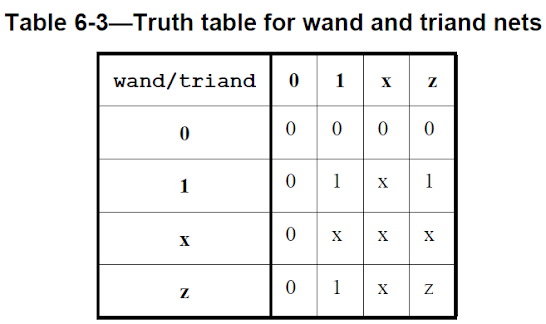 Table 6-3—Truth table for wand and triand nets
wand/triand 0 1 x z
0 0 0 0 0
1 0 1 x 1
x 0 x x x
z 0 1 x z